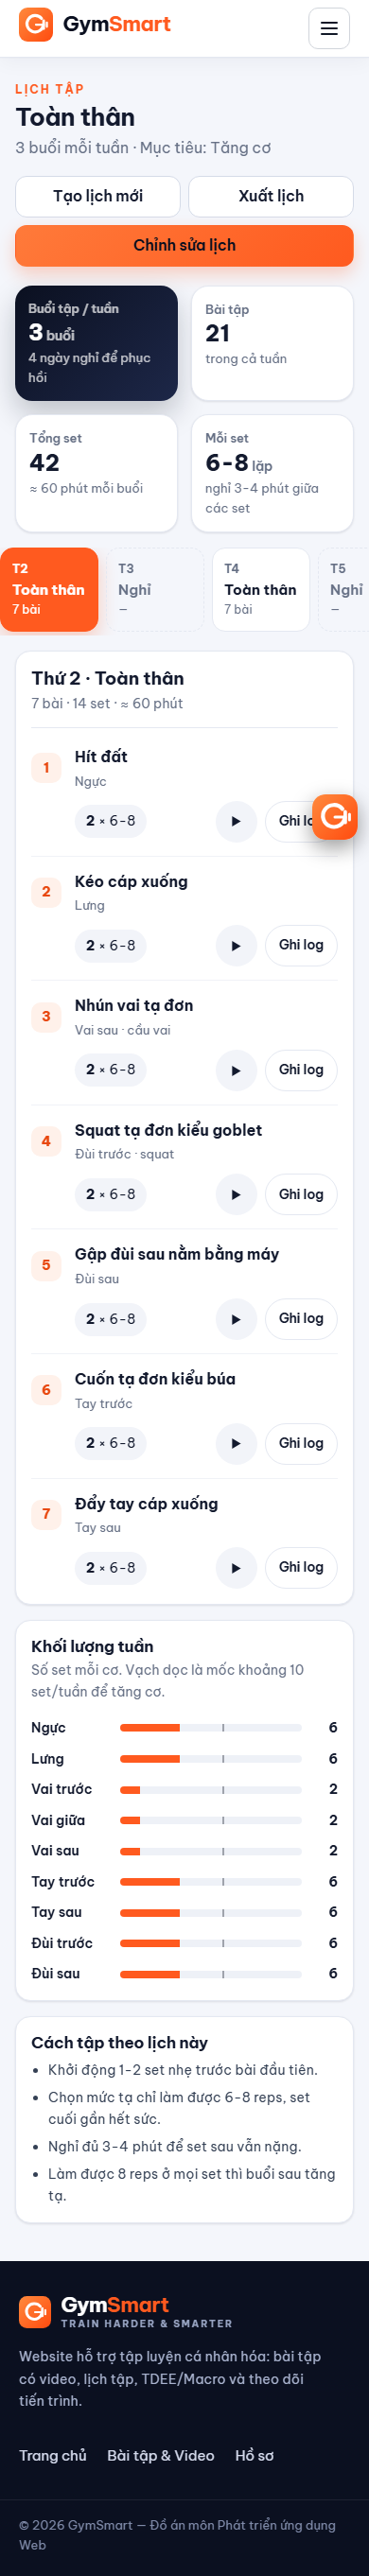 GymSmart
LỊCH TẬP
Toàn thân
3 buổi mỗi tuần · Mục tiêu: Tăng cơ
Tạo lịch mới
Xuất lịch
Chỉnh sửa lịch
Buổi tập / tuần
3 buổi
4 ngày nghỉ để phục
hồi
Bài tập
21
trong cả tuần
Tổng set
42
≈ 60 phút mỗi buổi
Mỗi set
6-8 lặp
nghỉ 3-4 phút giữa
các set
T2
Toàn thân
7 bài
T3
Nghỉ
—
T4
Toàn thân
7 bài
T5
Nghỉ
—
Thứ 2 · Toàn thân
7 bài · 14 set · ≈ 60 phút
1
Hít đất
Ngực
2 × 6-8
Ghi
2
Kéo cáp xuống
Lưng
2 × 6-8
Ghi log
3
Nhún vai tạ đơn
Vai sau · cầu vai
2 × 6-8
Ghi log
4
Squat tạ đơn kiểu goblet
Đùi trước · squat
2 × 6-8
Ghi log
5
Gập đùi sau nằm bằng máy
Đùi sau
2 × 6-8
Ghi log
6
Cuốn tạ đơn kiểu búa
Tay trước
2 × 6-8
Ghi log
7
Đẩy tay cáp xuống
Tay sau
2 × 6-8
Ghi log
Khối lượng tuần
Số set mỗi cơ. Vạch dọc là mốc khoảng 10
set/tuần để tăng cơ.
Ngực 6
Lưng 6
Vai trước 2
Vai giữa 2
Vai sau 2
Tay trước 6
Tay sau 6
Đùi trước 6
Đùi sau 6
Cách tập theo lịch này
• Khởi động 1-2 set nhẹ trước bài đầu tiên.
• Chọn mức tạ chỉ làm được 6-8 reps, set
cuối gần hết sức.
• Nghỉ đủ 3-4 phút để set sau vẫn nặng.
• Làm được 8 reps ở mọi set thì buổi sau tăng
tạ.
GymSmart
TRAIN HARDER & SMARTER
Website hỗ trợ tập luyện cá nhân hóa: bài tập
có video, lịch tập, TDEE/Macro và theo dõi
tiến trình.
Trang chủ Bài tập & Video Hồ sơ
© 2026 GymSmart — Đồ án môn Phát triển ứng dụng
Web